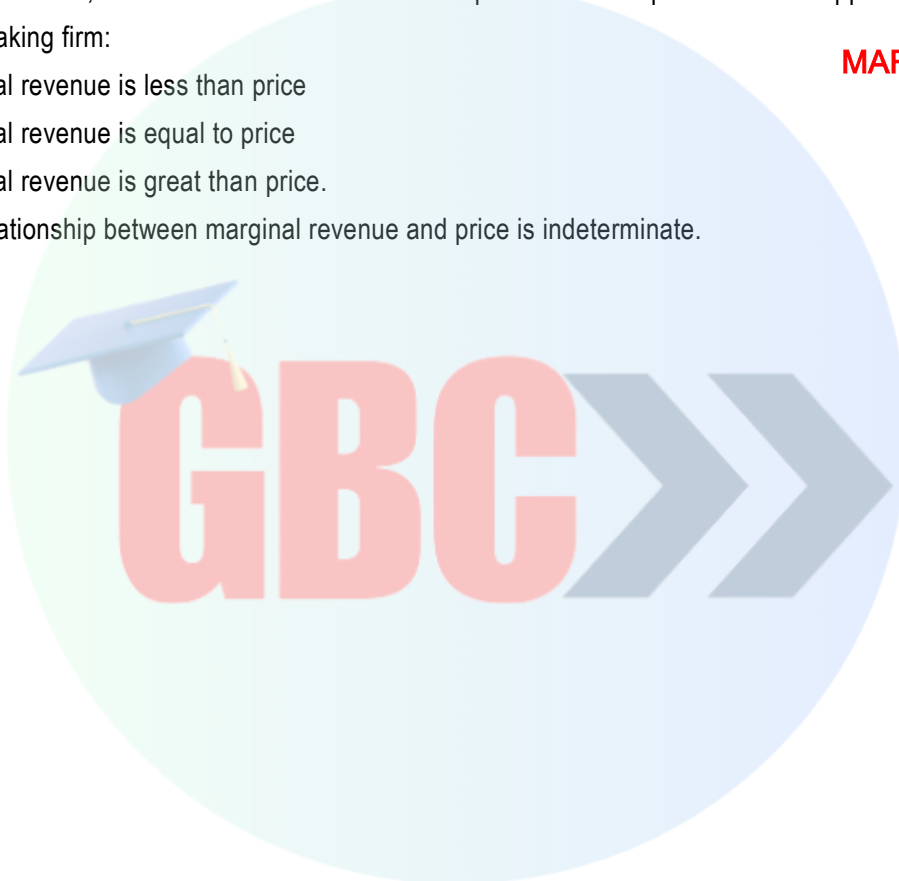 aking firm:
MAR
al revenue is less than price
al revenue is equal to price
al revenue is great than price.
ationship between marginal revenue and price is indeterminate.
GBC